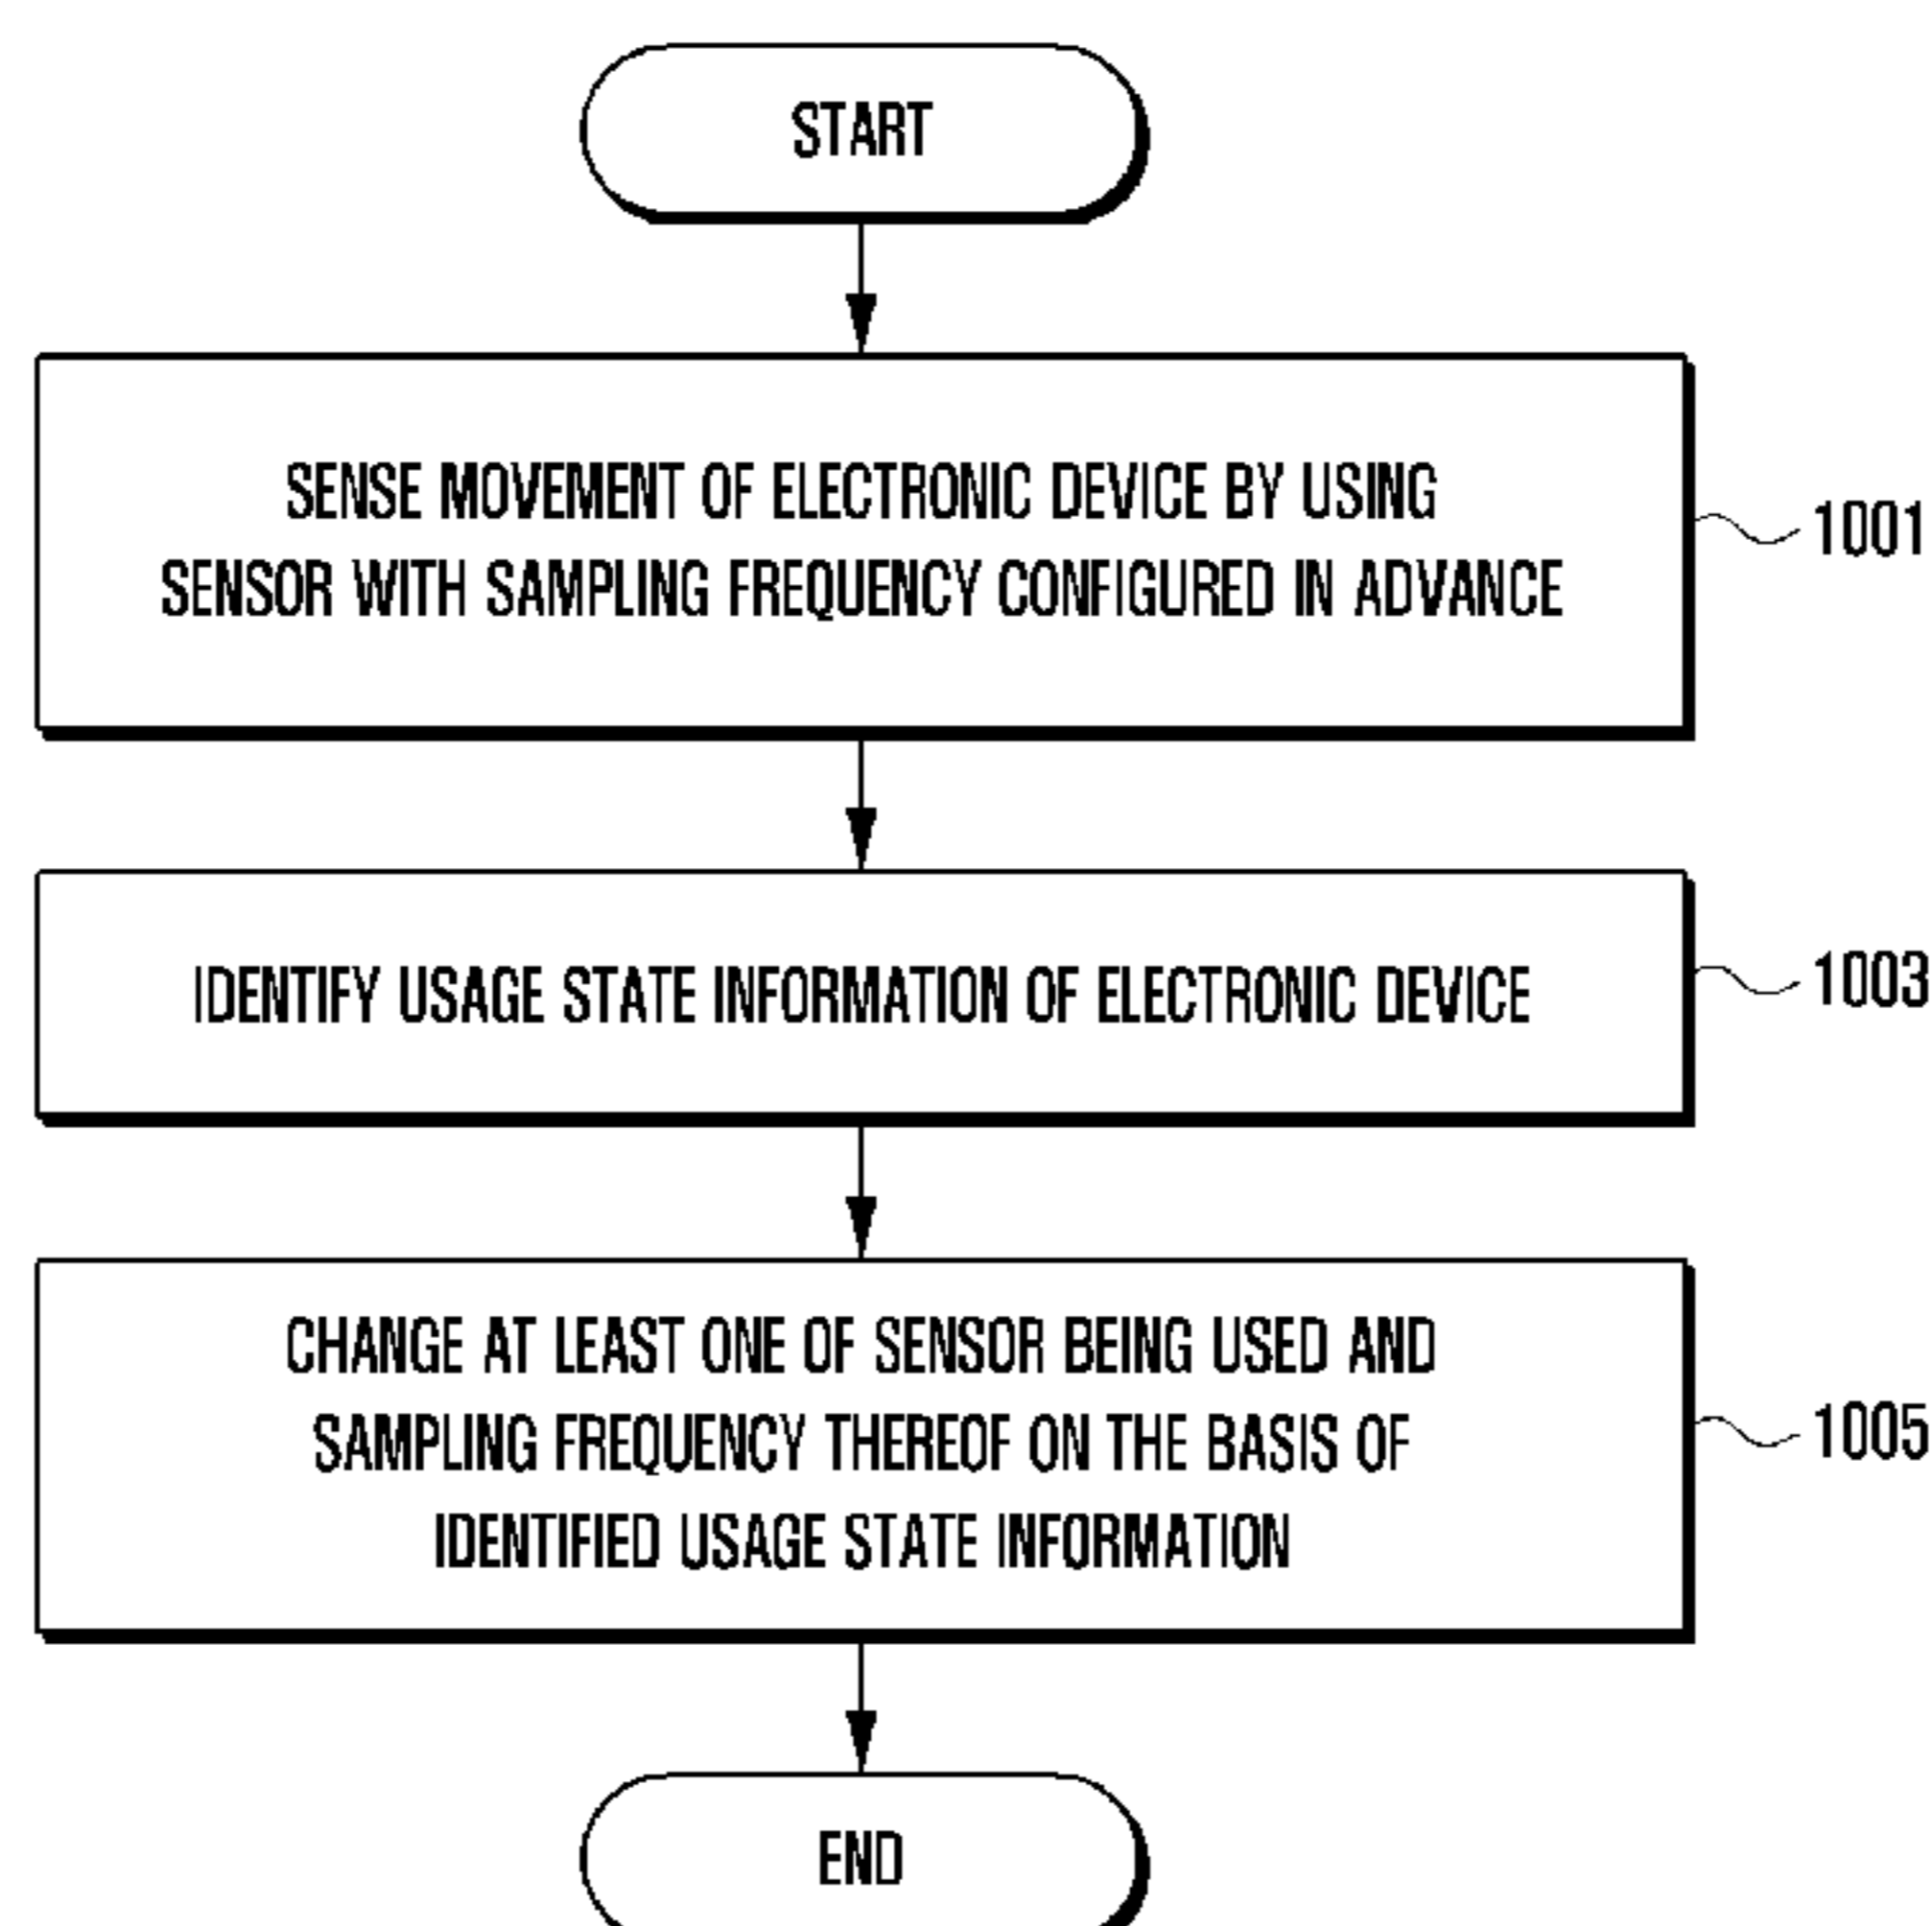 START
SENSE MOVEMENT OF ELECTRONIC DEVICE BY USING
SENSOR WITH SAMPLING FREQUENCY CONFIGURED IN ADVANCE
1001
IDENTIFY USAGE STATE INFORMATION OF ELECTRONIC DEVICE
1003
CHANGE AT LEAST ONE OF SENSOR BEING USED AND
SAMPLING FREQUENCY THEREOF ON THE BASIS OF
IDENTIFIED USAGE STATE INFORMATION
1005
END